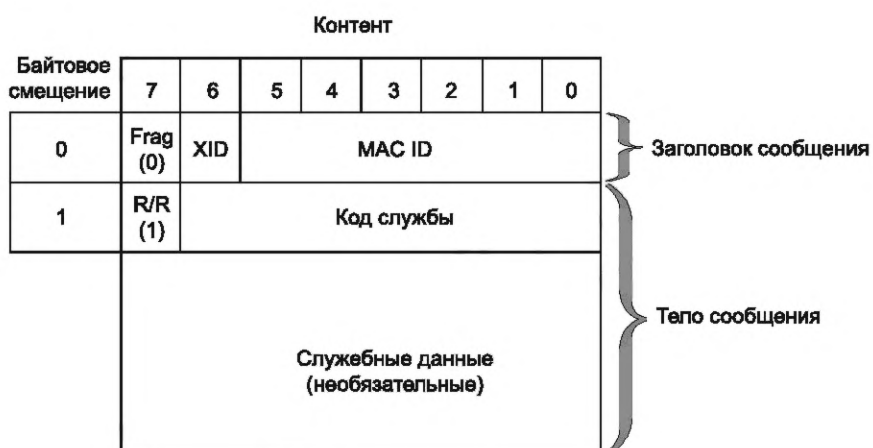 Контент
Байтовое
смещение 7 6 5 4 3 2 1 0
0 Frag
(0) XID MAC ID Заголовок сообщения
1 R/R
(1) Код службы
Тело сообщения
Служебные данные
(необязательные)